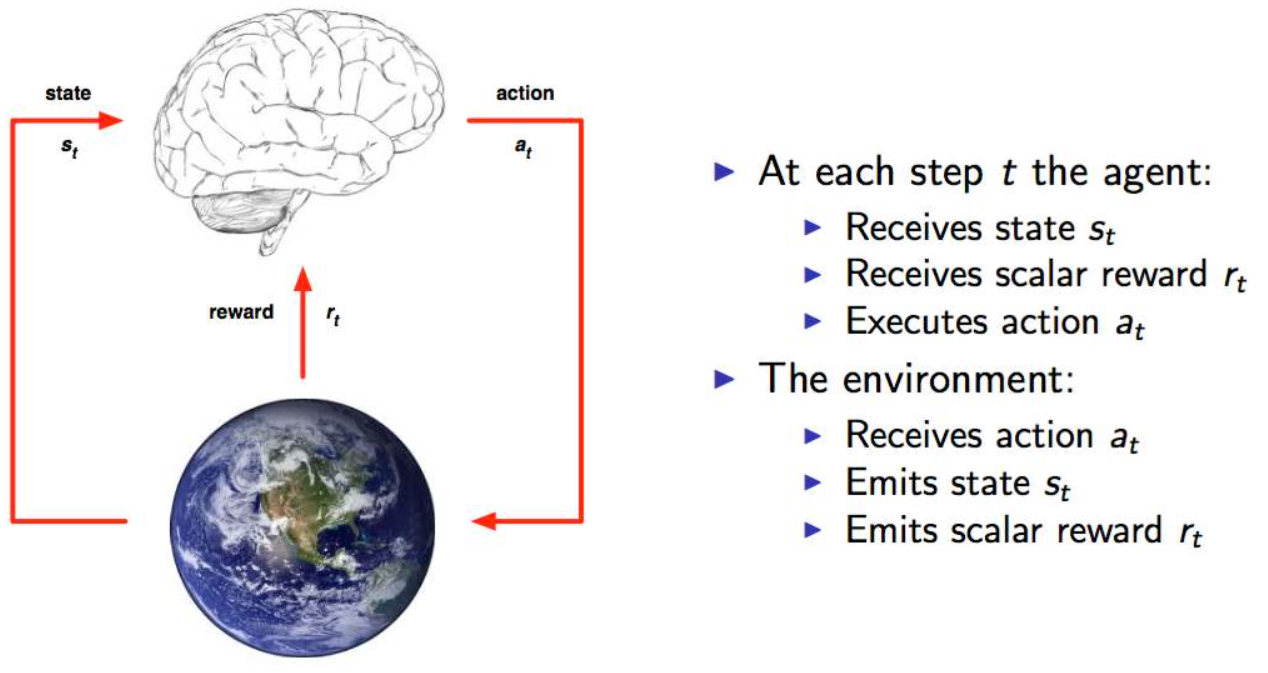 state
s_t
action
a_t
reward r_t
▶ At each step t the agent:
▶ Receives state s_t
▶ Receives scalar reward r_t
▶ Executes action a_t
▶ The environment:
▶ Receives action a_t
▶ Emits state s_t
▶ Emits scalar reward r_t